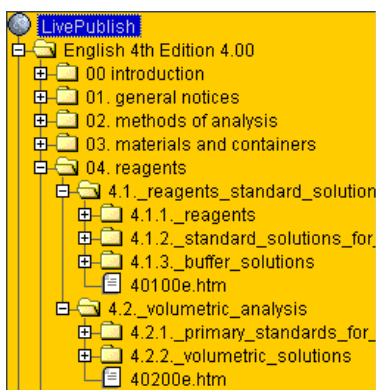 LivePublish
English 4th Edition 4.00
00 introduction
01. general notices
02. methods of analysis
03. materials and containers
04. reagents
4.1._reagents_standard_solution
4.1.1._reagents
4.1.2._standard_solutions_for_
4.1.3._buffer_solutions
40100e.htm
4.2._volumetric_analysis
4.2.1._primary_standards_for_
4.2.2._volumetric_solutions
40200e.htm